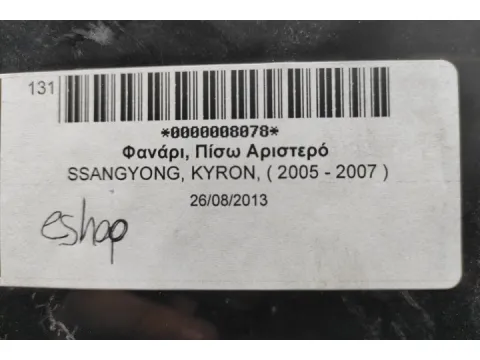 131
*0000008078*
Φανάρι, Πίσω Αριστερό
SSANGYONG, KYRON, ( 2005 - 2007 )
26/08/2013
eshop